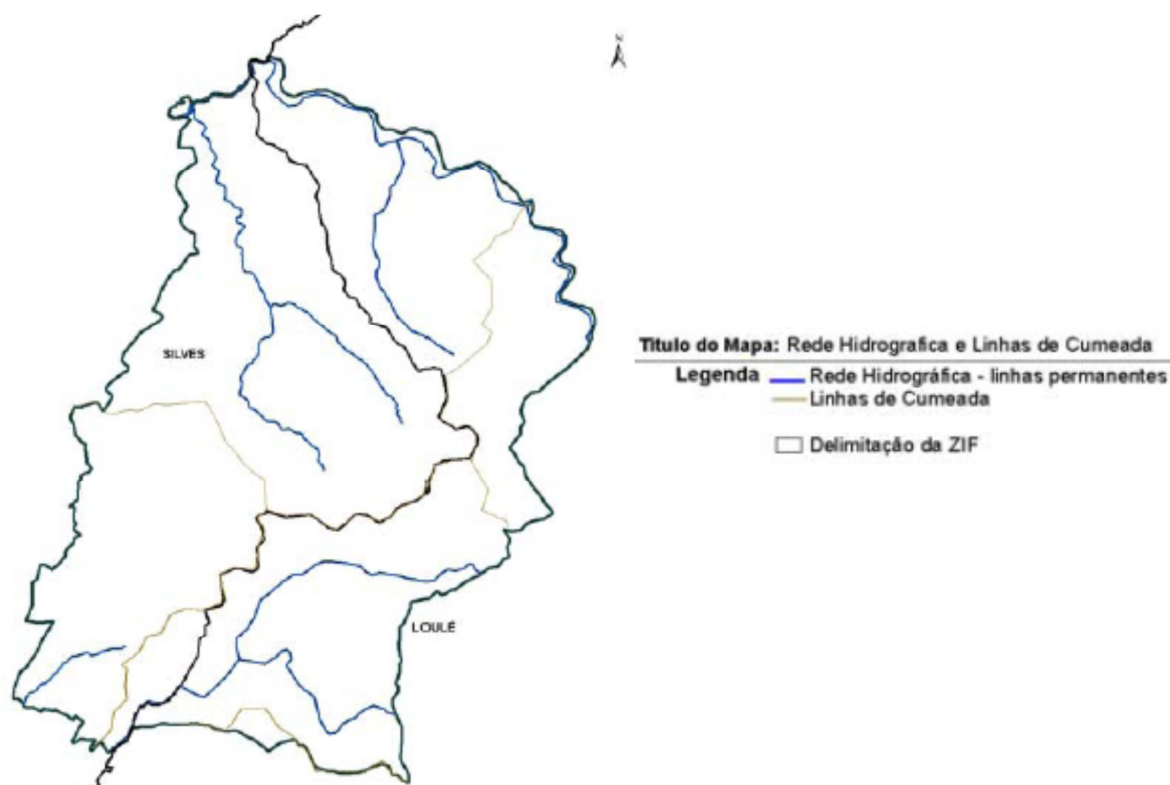 N
SILVES
LOULÉ
Titulo do Mapa: Rede Hidrografica e Linhas de Cumeada
Legenda
Rede Hidrográfica - linhas permanentes
Linhas de Cumeada
Delimitação da ZIF